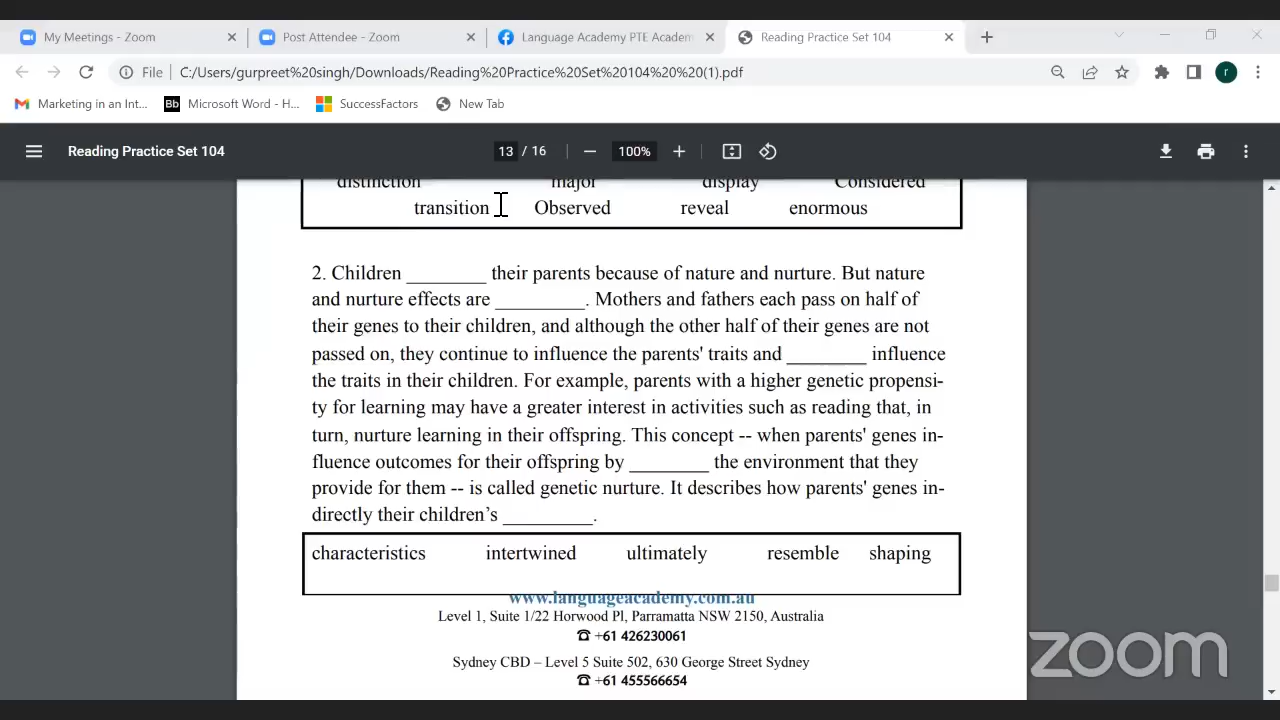 My Meetings - Zoom
Post Attendee - Zoom
Language Academy PTE Academ
Reading Practice Set 104
File
C:/Users/gurpreet%20singh/Downloads/Reading%20Practice%20Set%20104%20%20(1).pdf
r
Marketing in an Int...
Bb Microsoft Word - H...
SuccessFactors
New Tab
Reading Practice Set 104
13 / 16
100%
distinction major display Considered
transition Observed reveal enormous
2. Children ________ their parents because of nature and nurture. But nature
and nurture effects are _________. Mothers and fathers each pass on half of
their genes to their children, and although the other half of their genes are not
passed on, they continue to influence the parents' traits and ________ influence
the traits in their children. For example, parents with a higher genetic propensi-
ty for learning may have a greater interest in activities such as reading that, in
turn, nurture learning in their offspring. This concept -- when parents' genes in-
fluence outcomes for their offspring by ________ the environment that they
provide for them -- is called genetic nurture. It describes how parents' genes in-
directly their children’s _________.
characteristics intertwined ultimately resemble shaping
www.languageacademy.com.au
Level 1, Suite 1/22 Horwood Pl, Parramatta NSW 2150, Australia
☎ +61 426230061
Sydney CBD – Level 5 Suite 502, 630 George Street Sydney
☎ +61 455566654
zoom